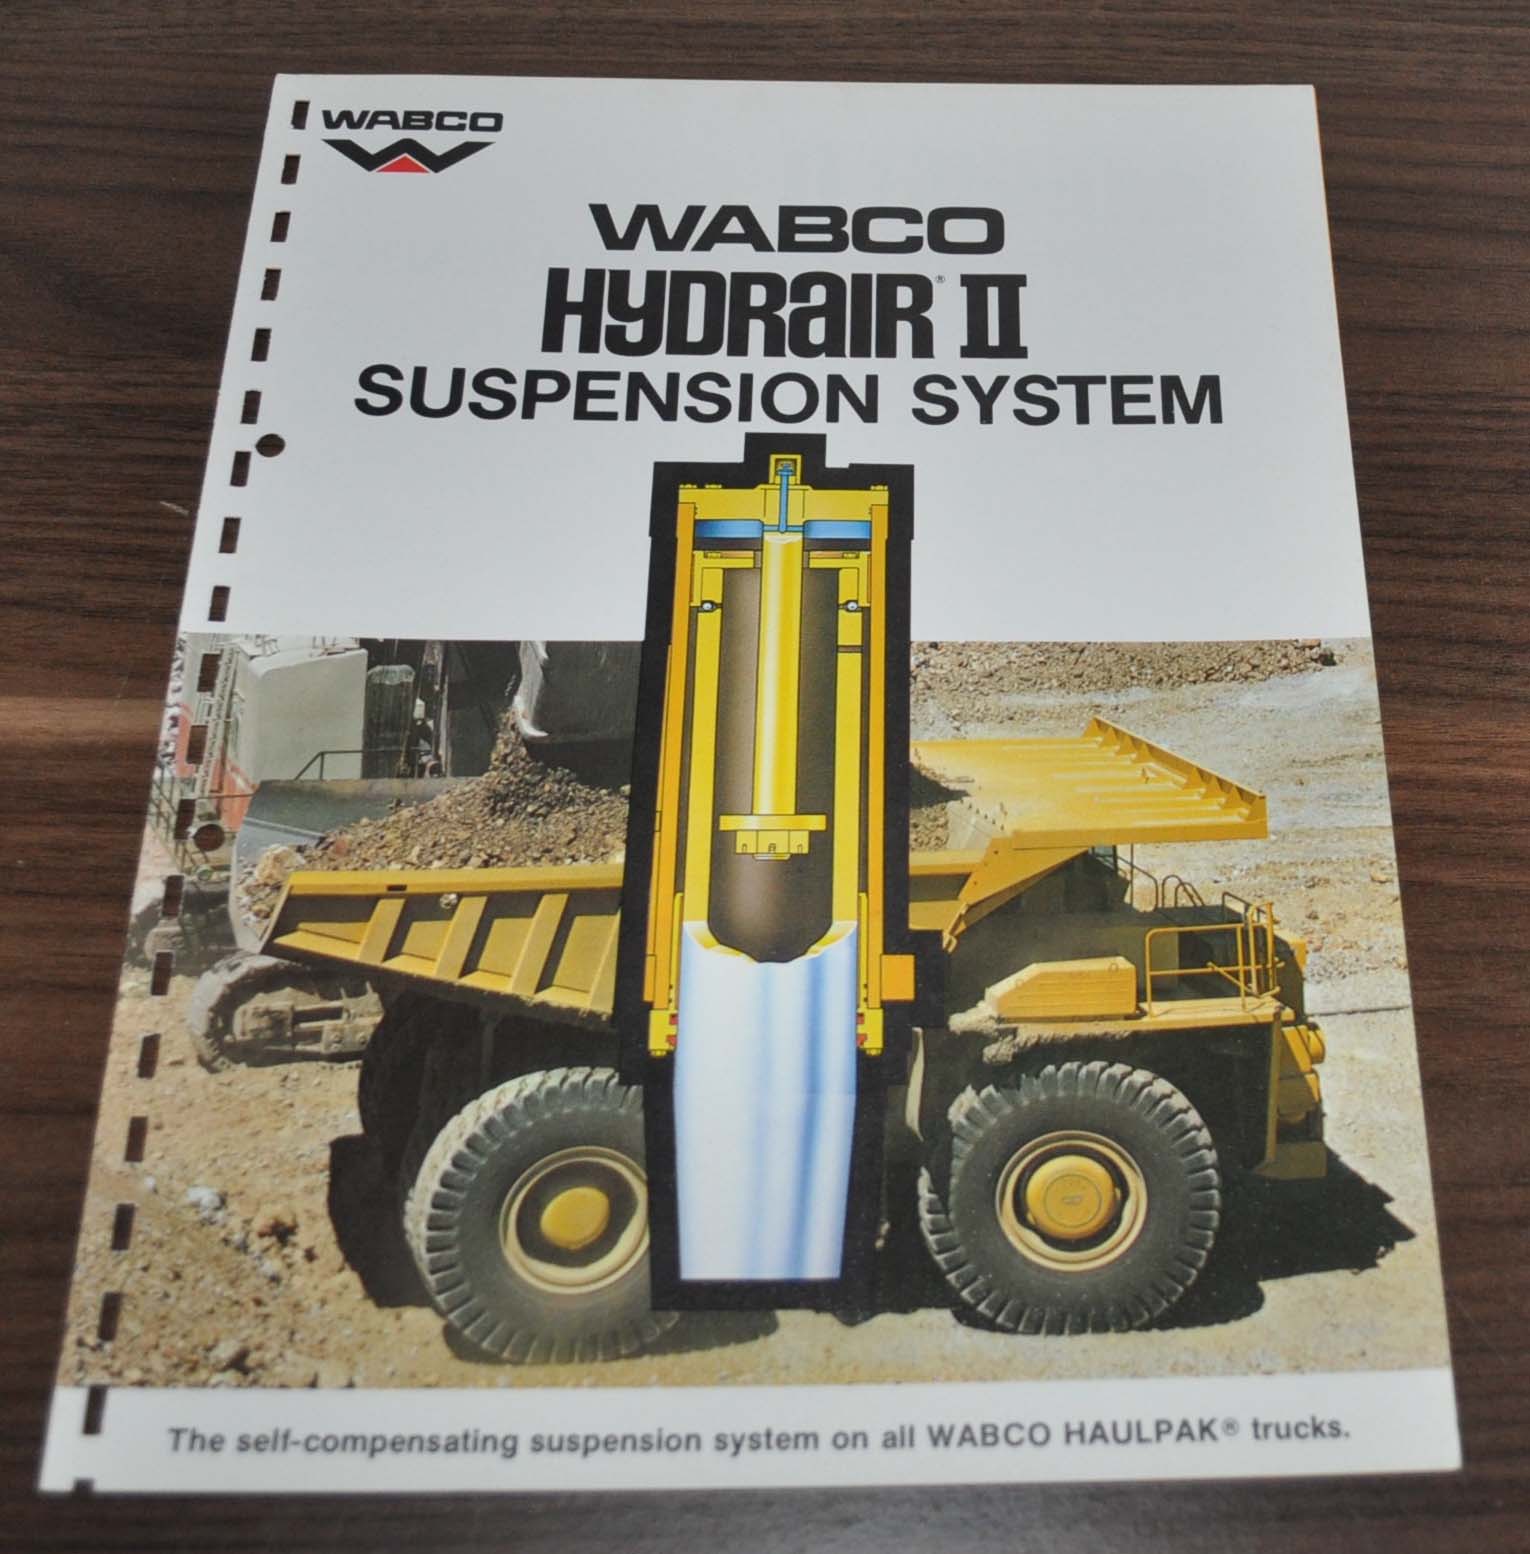 WABCO
WABCO
HYDRAIR® II
SUSPENSION SYSTEM
The self-compensating suspension system on all WABCO HAULPAK® trucks.